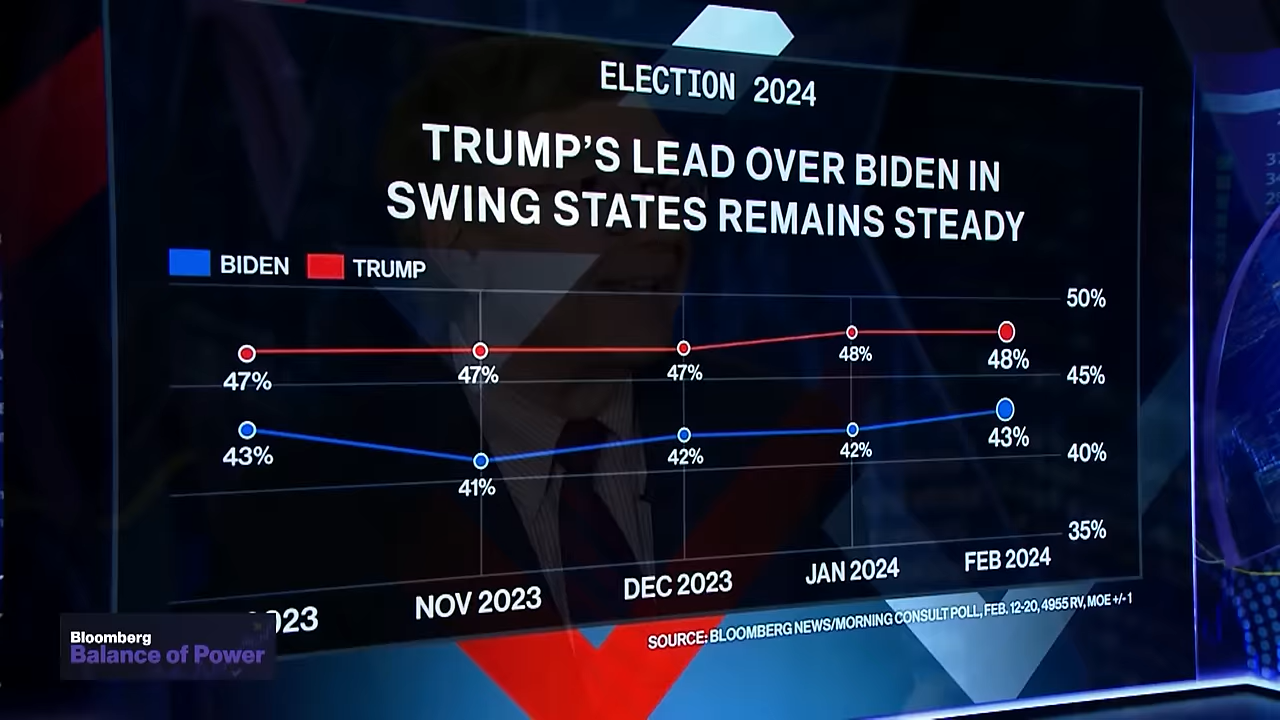 ELECTION 2024
TRUMP'S LEAD OVER BIDEN IN
SWING STATES REMAINS STEADY
BIDEN TRUMP
50%
47% 47% 47% 48% 48%
45%
43% 41% 42% 42% 43%
40%
35%
NOV 2023 DEC 2023 JAN 2024 FEB 2024
SOURCE: BLOOMBERG NEWS/MORNING CONSULT POLL, FEB. 12-20, 4955 RV, MOE +/-1
Bloomberg
Balance of Power